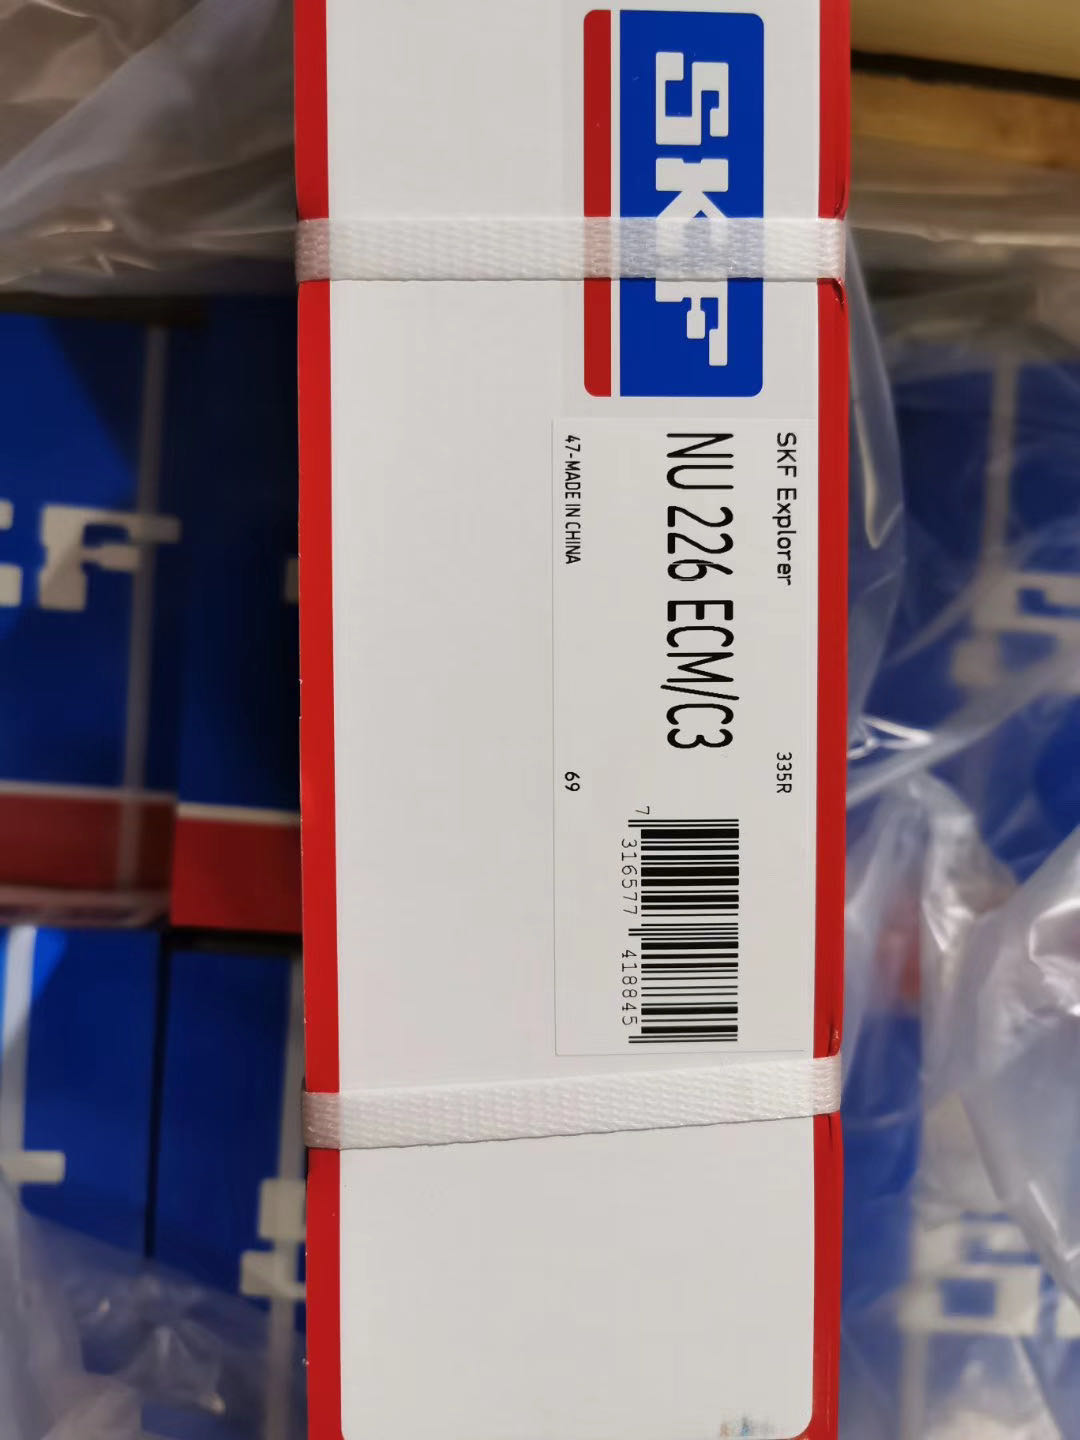 SKF
SKF Explorer
335R
NU 226 ECM/C3
7 316577 418845
47-MADE IN CHINA
69